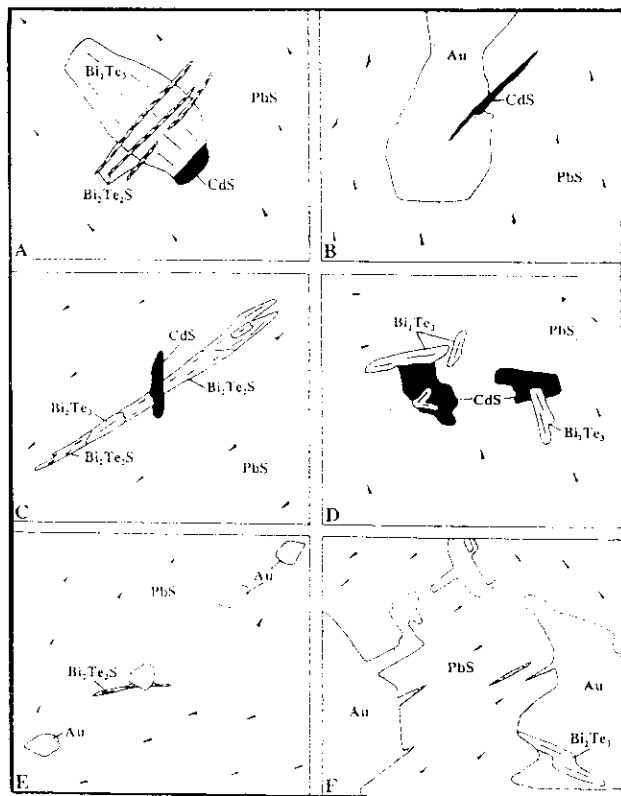 Bi₂Te₃
PbS
Bi₂Te₂S
CdS
A
Au
CdS
PbS
B
CdS
Bi₂Te₂S
Bi₂Te₃
Bi₂Te₂S
PbS
C
Bi₂Te₃
PbS
CdS
Bi₂Te₃
D
Au
PbS
Bi₂Te₂S
Au
E
PbS
Au
Au
Bi₂Te₃
F